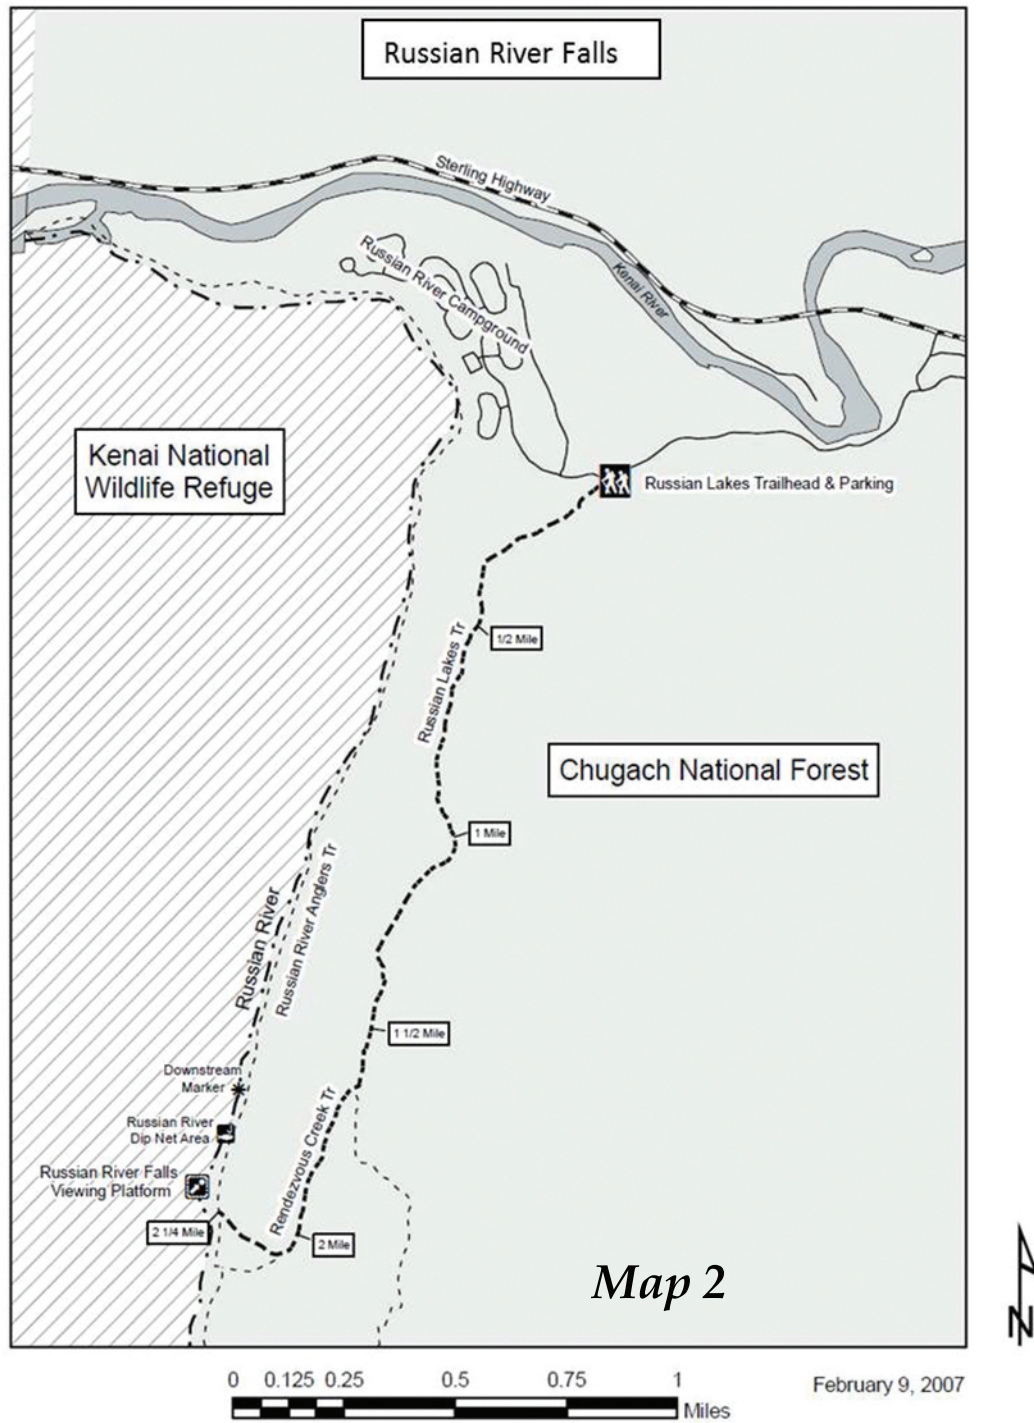 Russian River Falls
Sterling Highway
Russian River Campground
Kenai River
Kenai National
Wildlife Refuge
Russian Lakes Trailhead & Parking
1/2 Mile
Russian Lakes Tr
Chugach National Forest
1 Mile
Russian River Anglers Tr
Russian River
1 1/2 Mile
Downstream
Marker
Rendezvous Creek Tr
Russian River
Dip Net Area
Russian River Falls
Viewing Platform
2 1/4 Mile
2 Mile
Map 2
N
0 0.125 0.25 0.5 0.75 1
Miles
February 9, 2007